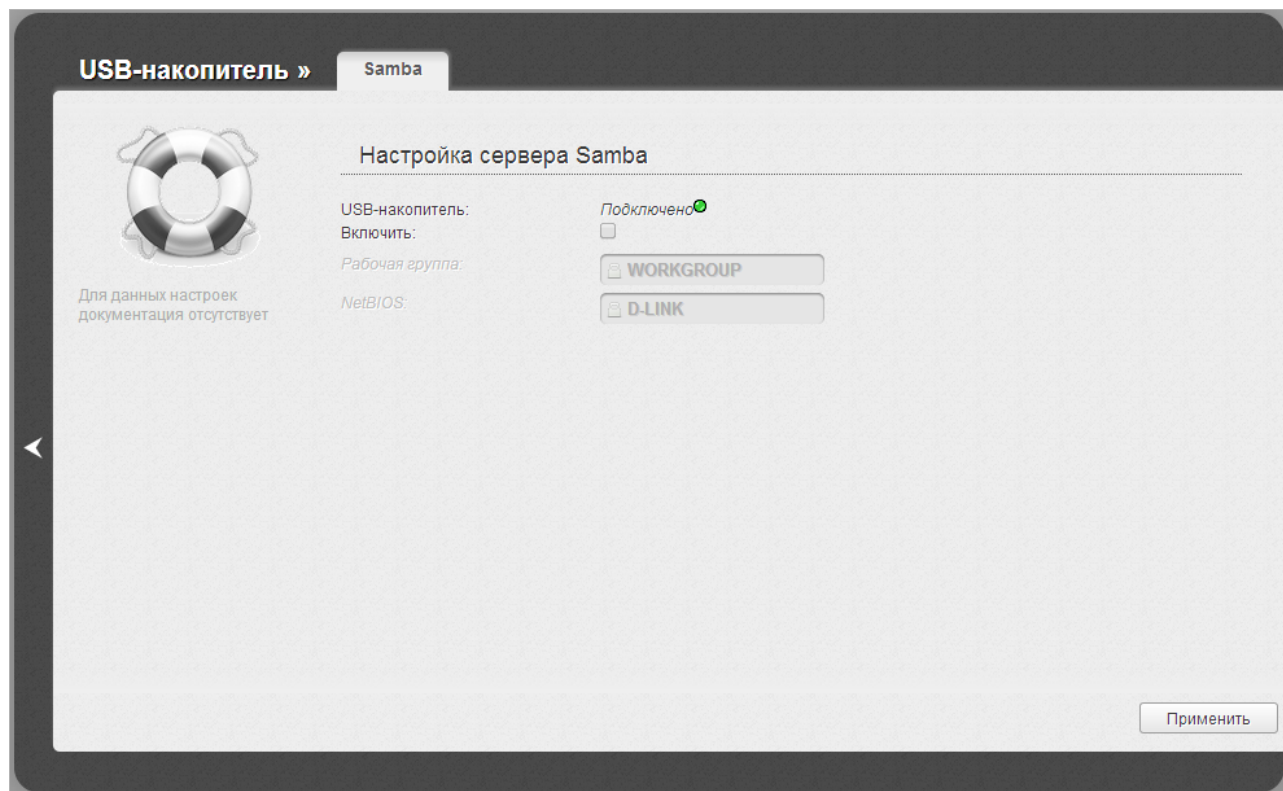 USB-накопитель »
Samba
Настройка сервера Samba
USB-накопитель: Подключено
Включить:
Рабочая группа: WORKGROUP
NetBIOS: D-LINK
Для данных настроек
документация отсутствует
Применить